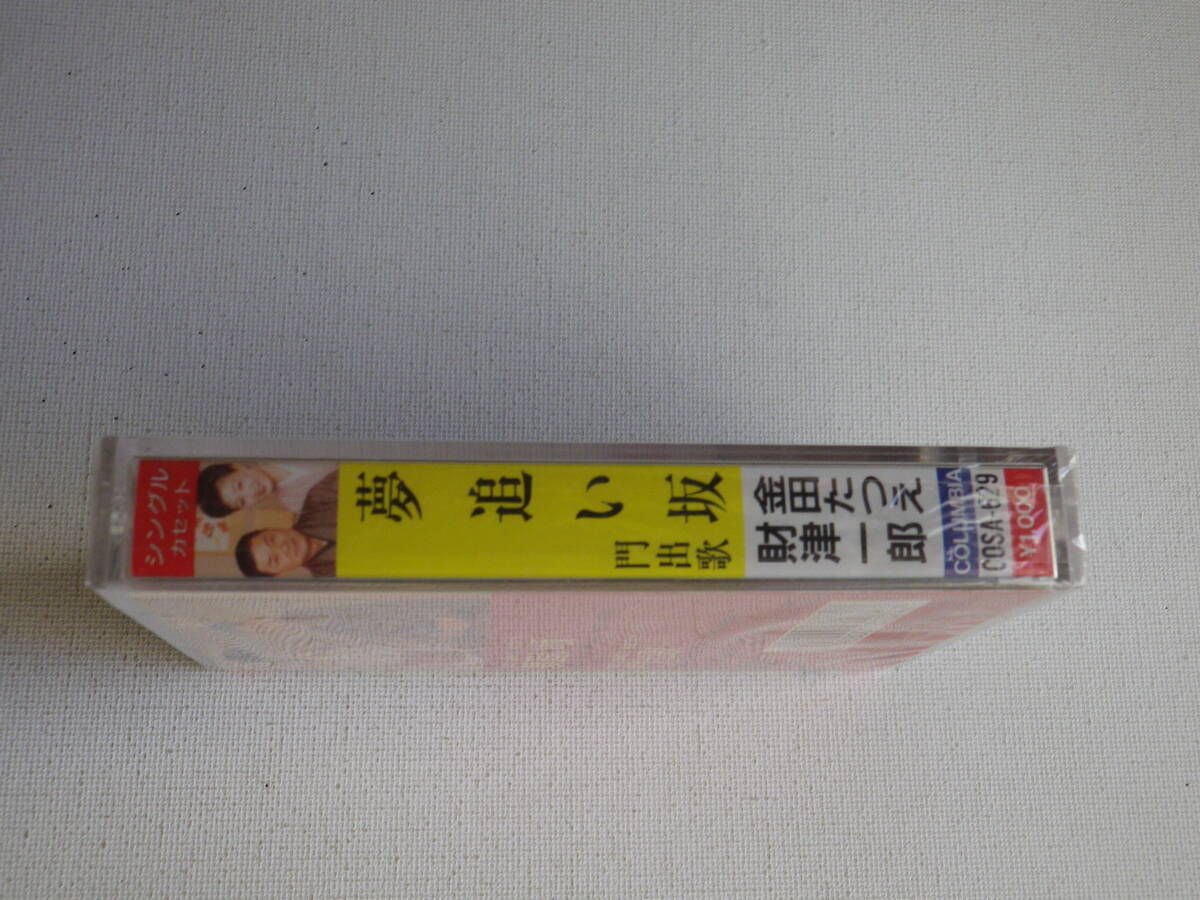 シングル
カセット
夢追い坂
門出歌
金田たつえ
財津一郎
COLUMBIA
COSA-629
¥1000